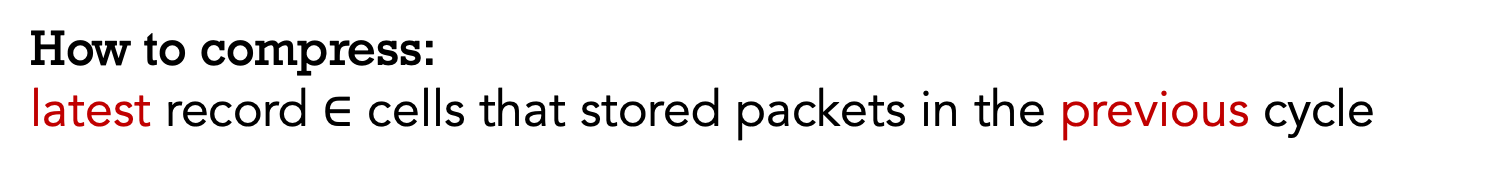 How to compress:
latest record ∈ cells that stored packets in the previous cycle